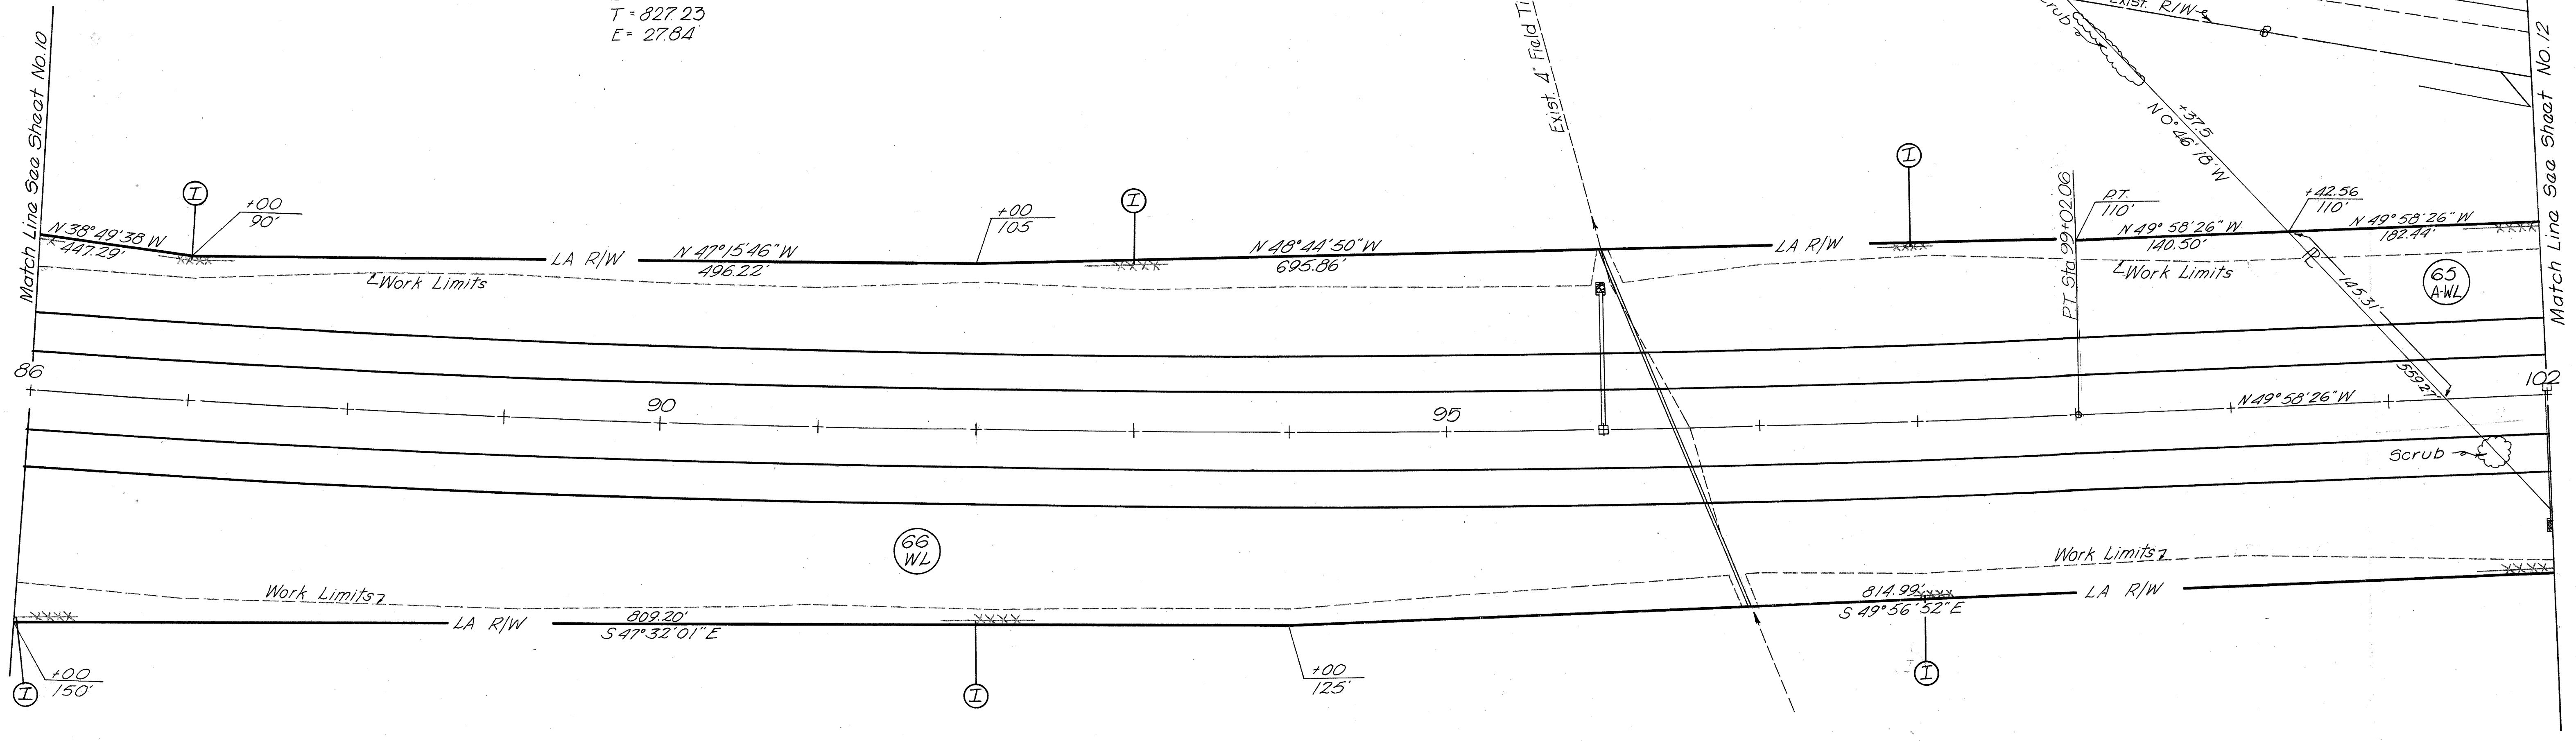 T = 827.23
E = 27.84
Match Line See Sheet No. 10
Exist. 4" Field Ti
Exist. R/W
Match Line See Sheet No. 12
+37.5
N 0° 46' 18" W
I
+00
90'
N 38° 49' 38 W
447.29'
LA R/W
N 47° 15' 46" W
496.22'
+00
105
I
N 48° 44' 50" W
695.86'
LA R/W
I
P.T. Sta 99+02.06
P.T.
110'
N 49° 58' 26" W
140.50'
+42.56
110'
N 49° 58' 26" W
182.44'
Work Limits
Work Limits
PL
145.31'
559.27'
65
A-WL
86
90
95
N 49° 58' 26" W
102
Scrub
66
WL
Work Limits
Work Limits
LA R/W
809.20'
S 47° 32' 01" E
814.99'
S 49° 56' 52" E
LA R/W
I
+00
150'
I
+00
125'
I